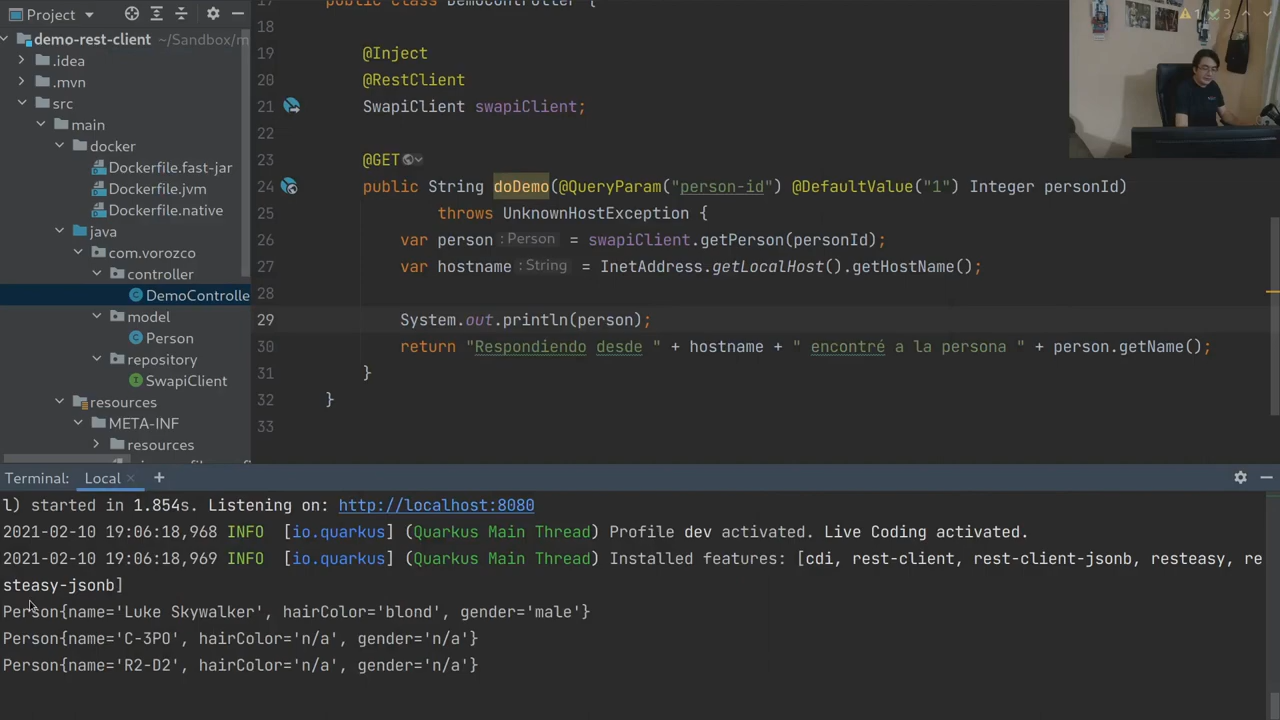 Project
demo-rest-client ~/Sandbox/m
.idea
.mvn
src
main
docker
Dockerfile.fast-jar
Dockerfile.jvm
Dockerfile.native
java
com.vorozco
controller
DemoControlle
model
Person
repository
SwapiClient
resources
META-INF
resources
public class DemoController {
18
19 @Inject
20 @RestClient
21 SwapiClient swapiClient;
22
23 @GET
24 public String doDemo(@QueryParam("person-id") @DefaultValue("1") Integer personId)
25 throws UnknownHostException {
26 var person : Person = swapiClient.getPerson(personId);
27 var hostname : String = InetAddress.getLocalHost().getHostName();
28
29 System.out.println(person);
30 return "Respondiendo desde " + hostname + " encontré a la persona " + person.getName();
31 }
32 }
33
1 3
Terminal: Local × +
l) started in 1.854s. Listening on: http://localhost:8080
2021-02-10 19:06:18,968 INFO [io.quarkus] (Quarkus Main Thread) Profile dev activated. Live Coding activated.
2021-02-10 19:06:18,969 INFO [io.quarkus] (Quarkus Main Thread) Installed features: [cdi, rest-client, rest-client-jsonb, resteasy, re
steasy-jsonb]
Person{name='Luke Skywalker', hairColor='blond', gender='male'}
Person{name='C-3PO', hairColor='n/a', gender='n/a'}
Person{name='R2-D2', hairColor='n/a', gender='n/a'}